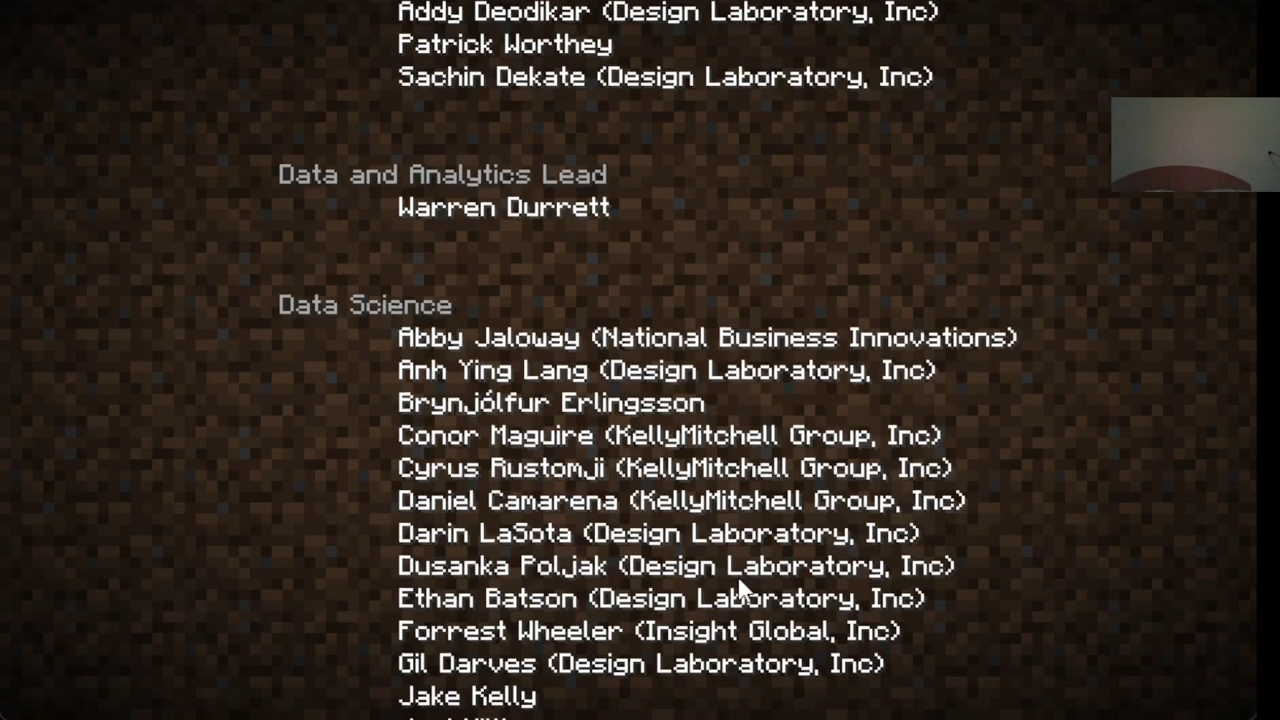 Addy Deodikar (Design Laboratory, Inc)
Patrick Worthey
Sachin Dekate (Design Laboratory, Inc)
Data and Analytics Lead
Warren Durrett
Data Science
Abby Jaloway (National Business Innovations)
Anh Ying Lang (Design Laboratory, Inc)
Brynjólfur Erlingsson
Conor Maguire (KellyMitchell Group, Inc)
Cyrus Rustomji (KellyMitchell Group, Inc)
Daniel Camarena (KellyMitchell Group, Inc)
Darin LaSota (Design Laboratory, Inc)
Dusanka Poljak (Design Laboratory, Inc)
Ethan Batson (Design Laboratory, Inc)
Forrest Wheeler (Insight Global, Inc)
Gil Darves (Design Laboratory, Inc)
Jake Kelly